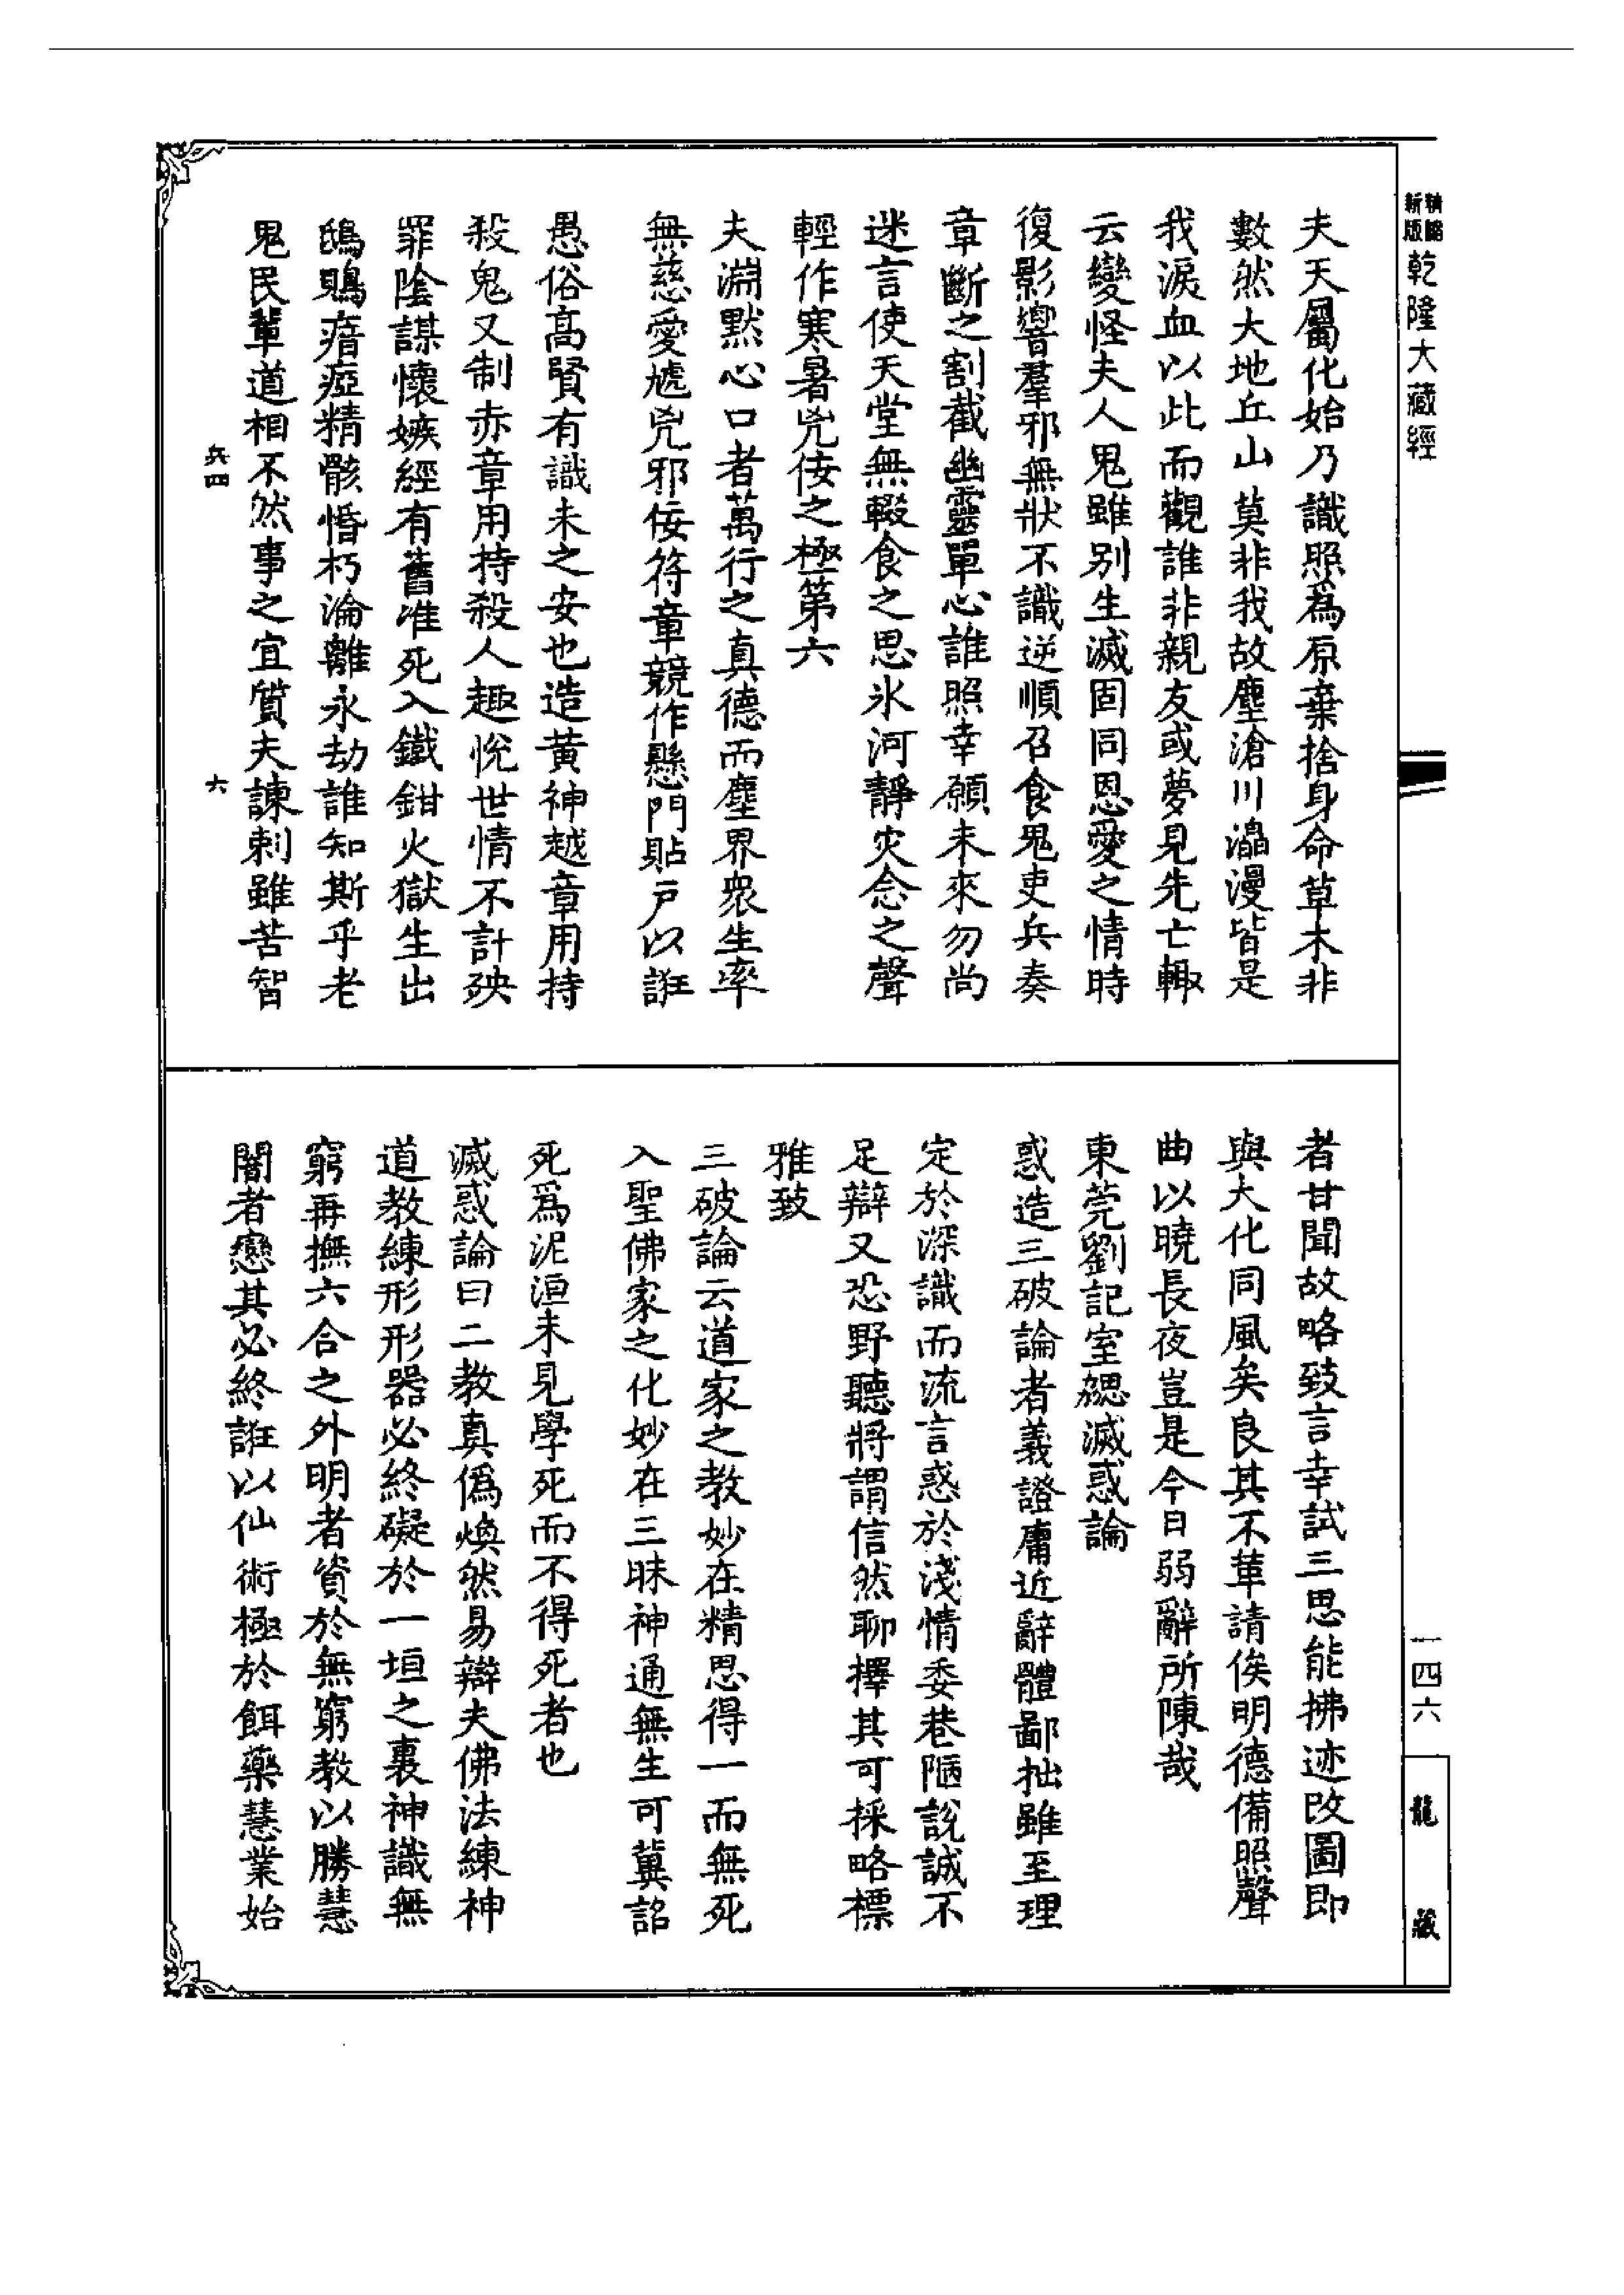 精縮
新版
乾隆大藏經
夫天屬化始乃識照爲原棄捨身命草木非
數然大地丘山莫非我故塵滄川灟漫皆是
我淚血以此而觀誰非親友或夢見先亡輙
云變怪夫人鬼雖别生滅固同恩愛之情時
復影響羣邪無狀不識逆順召食鬼吏兵奏
章斷之割截幽靈單心誰照幸願未來勿尚
迷言使天堂無輟食之思氷河靜災念之聲
輕作寒暑兇佞之極第六
夫淵黙心口者萬行之真德而塵界衆生率
無慈愛虓兇邪佞符章競作懸門貼戶以誑
愚俗高賢有識未之安也造黄神越章用持
殺鬼又制赤章用持殺人趣悅世情不計殃
罪陰謀懷嫉經有舊准死入鐵鉗火獄生出
鴟鵰瘖瘂精骸惛朽淪離永劫誰知斯乎老
鬼民輩道相不然事之宜質夫諫刺雖苦智
兵四
六
者甘聞故略致言幸試三思能拂迹改圖即
與大化同風矣良其不革請俟明德備照聲
曲以曉長夜豈是今日弱辭所陳哉
東莞劉記室勰滅惑論
惑造三破論者義證庸近辭體鄙拙雖至理
定於深識而流言惑於淺情委巷陋說誠不
足辯又恐野聽將謂信然聊擇其可採略標
雅致
三破論云道家之教妙在精思得一而無死
入聖佛家之化妙在三昧神通無生可冀詺
死爲泥洹未見學死而不得死者也
滅惑論曰二教真僞煥然易辯夫佛法練神
道教練形形器必終礙於一垣之裏神識無
窮再撫六合之外明者資於無窮教以勝慧
闇者戀其必終誑以仙術極於餌藥慧業始
一四六
龍藏